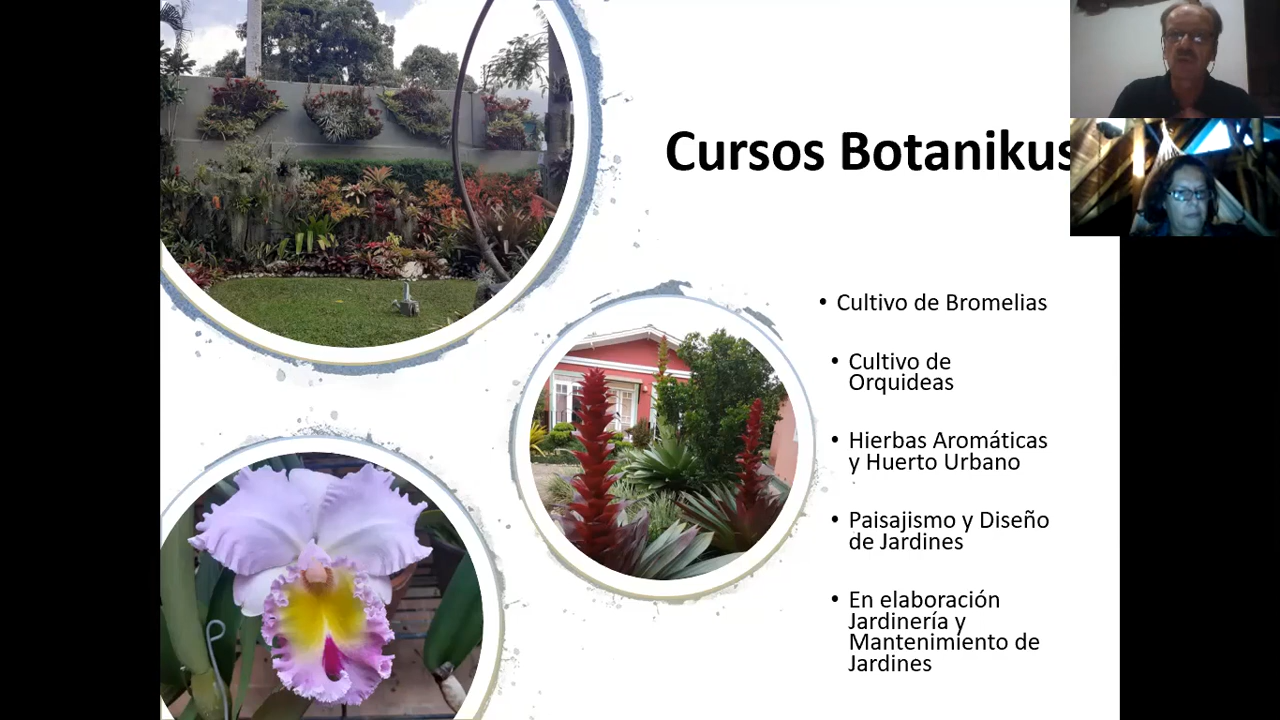 Cursos Botanikus
• Cultivo de Bromelias
• Cultivo de
Orquideas
• Hierbas Aromáticas
y Huerto Urbano
• Paisajismo y Diseño
de Jardines
• En elaboración
Jardinería y
Mantenimiento de
Jardines